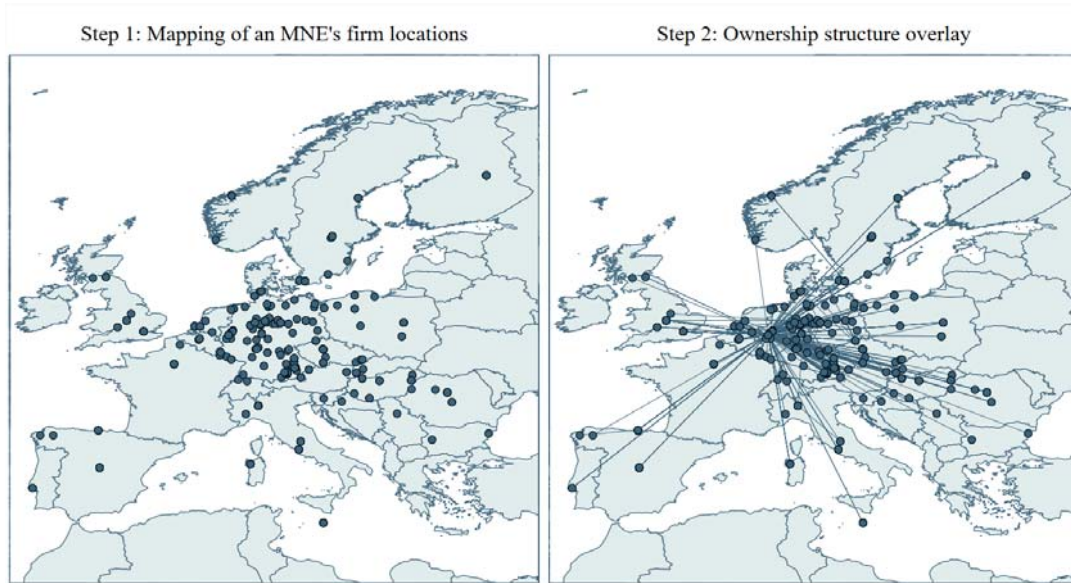 Step 1: Mapping of an MNE's firm locations
Step 2: Ownership structure overlay